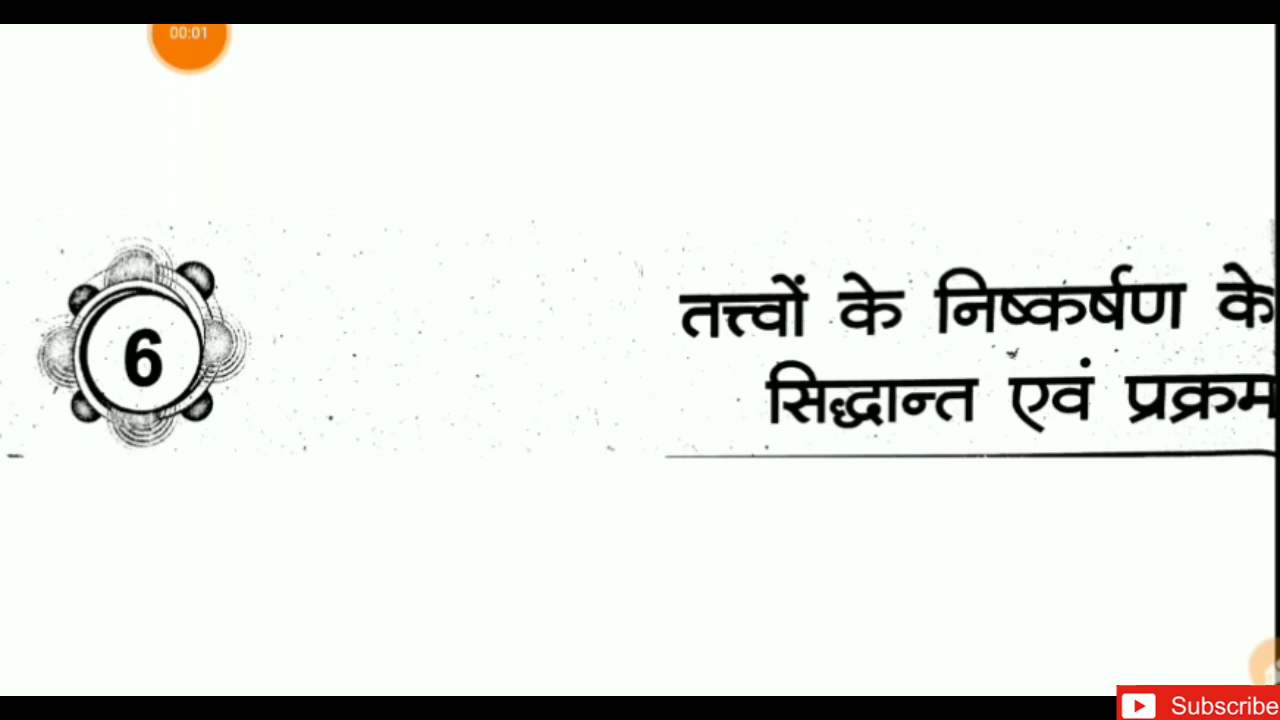 00:01
6
तत्त्वों के निष्कर्षण के
सिद्धान्त एवं प्रक्रम
Subscribe